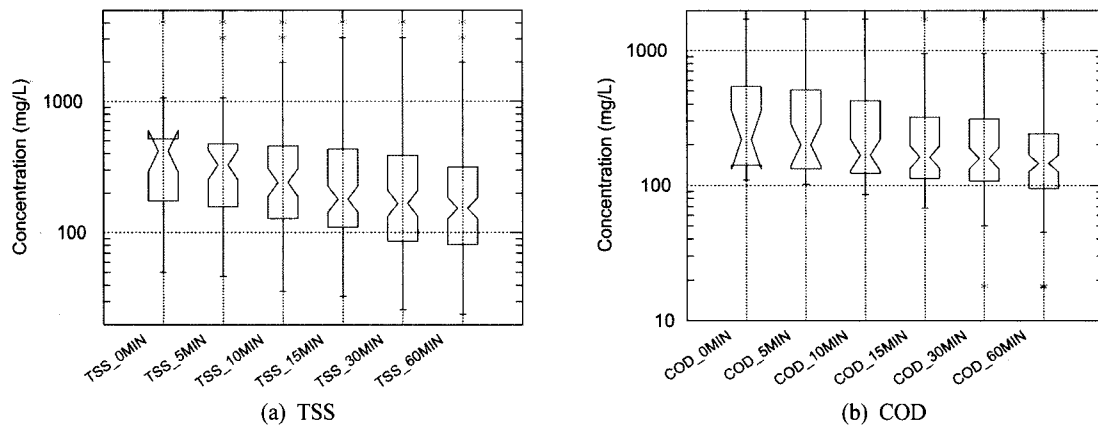 Concentration (mg/L)
1000
100
TSS_0MIN
TSS_5MIN
TSS_10MIN
TSS_15MIN
TSS_30MIN
TSS_60MIN
(a) TSS
Concentration (mg/L)
1000
100
10
COD_0MIN
COD_5MIN
COD_10MIN
COD_15MIN
COD_30MIN
COD_60MIN
(b) COD